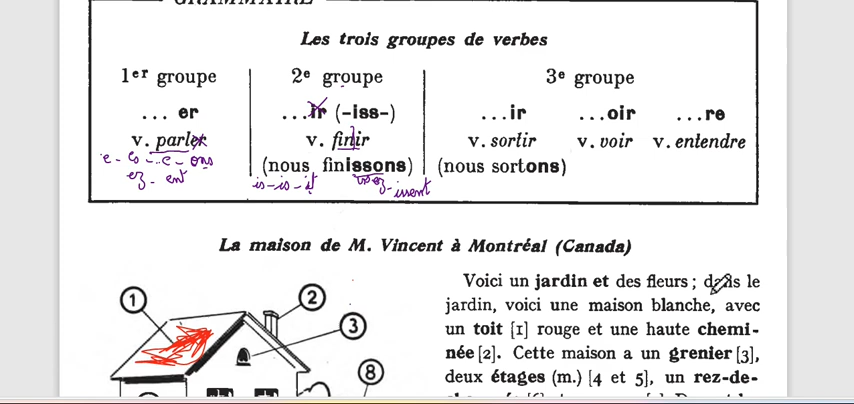 GRAMMAIRE
Les trois groupes de verbes
1er groupe 2e groupe 3e groupe
... er ...ir (-iss-) ...ir ...oir ...re
v. parler v. finir v. sortir v. voir v. entendre
e - es - e - ons (nous finissons) (nous sortons)
ez - ent is - is - it issent
La maison de M. Vincent à Montréal (Canada)
Voici un jardin et des fleurs ; dans le
jardin, voici une maison blanche, avec
un toit [1] rouge et une haute chemi-
née [2]. Cette maison a un grenier [3],
deux étages (m.) [4 et 5], un rez-de-
1
2
3
8